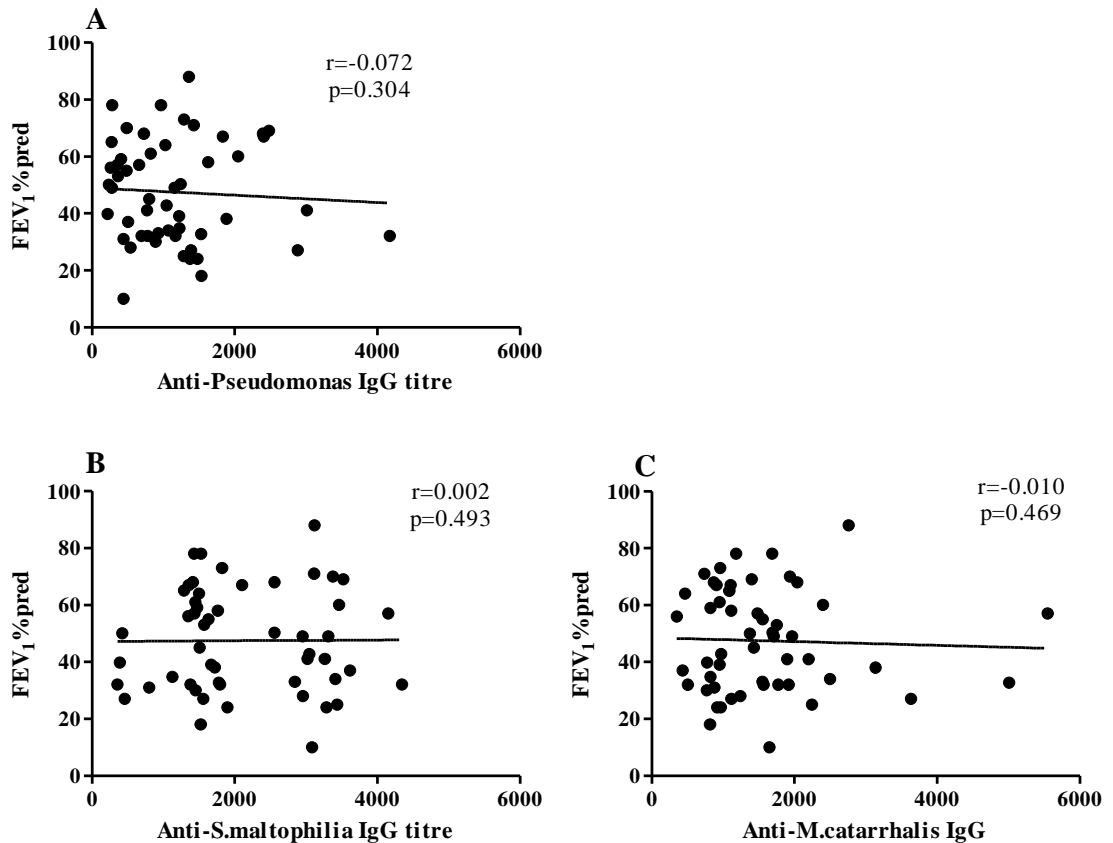 A
r=-0.072
p=0.304
100
80
60
40
20
0
FEV1%pred
0 2000 4000 6000
Anti-Pseudomonas IgG titre
B
r=0.002
p=0.493
100
80
60
40
20
0
FEV1%pred
0 2000 4000 6000
Anti-S.maltophilia IgG titre
C
r=-0.010
p=0.469
100
80
60
40
20
0
FEV1%pred
0 2000 4000 6000
Anti-M.catarrhalis IgG